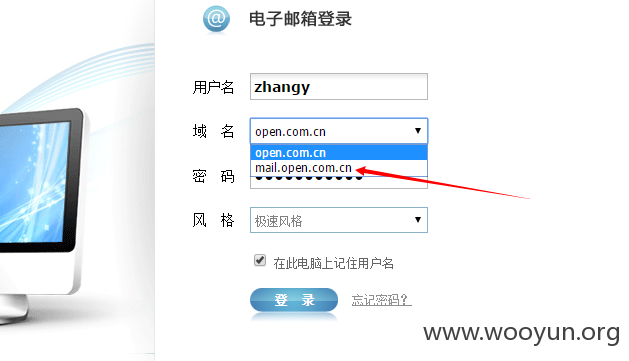 @ 电子邮箱登录
用户名 zhangy
域 名 open.com.cn
open.com.cn
mail.open.com.cn
密 码
风 格 极速风格
在此电脑上记住用户名
登 录 忘记密码?
www.wooyun.org